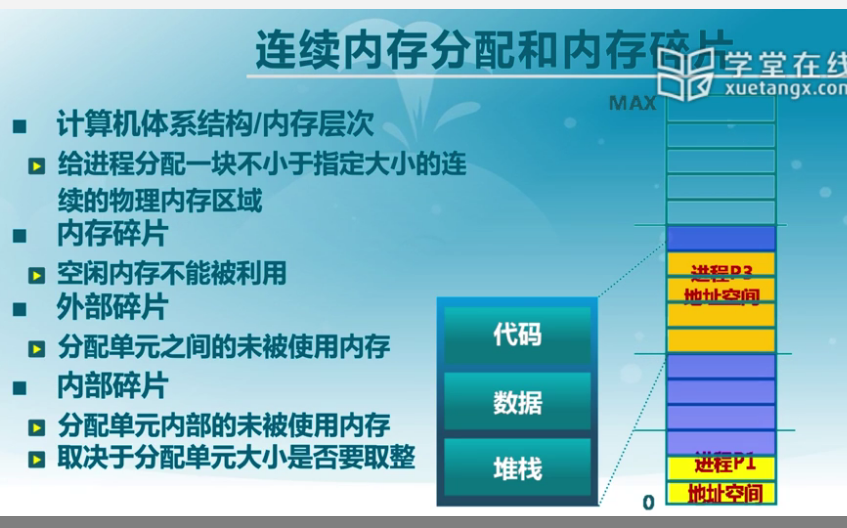 连续内存分配和内存碎片
学堂在线
xuetangx.com
计算机体系结构/内存层次
给进程分配一块不小于指定大小的连
续的物理内存区域
内存碎片
空闲内存不能被利用
外部碎片
分配单元之间的未被使用内存
内部碎片
分配单元内部的未被使用内存
取决于分配单元大小是否要取整
代码
数据
堆栈
MAX
进程P3
地址空间
进程P1
地址空间
0